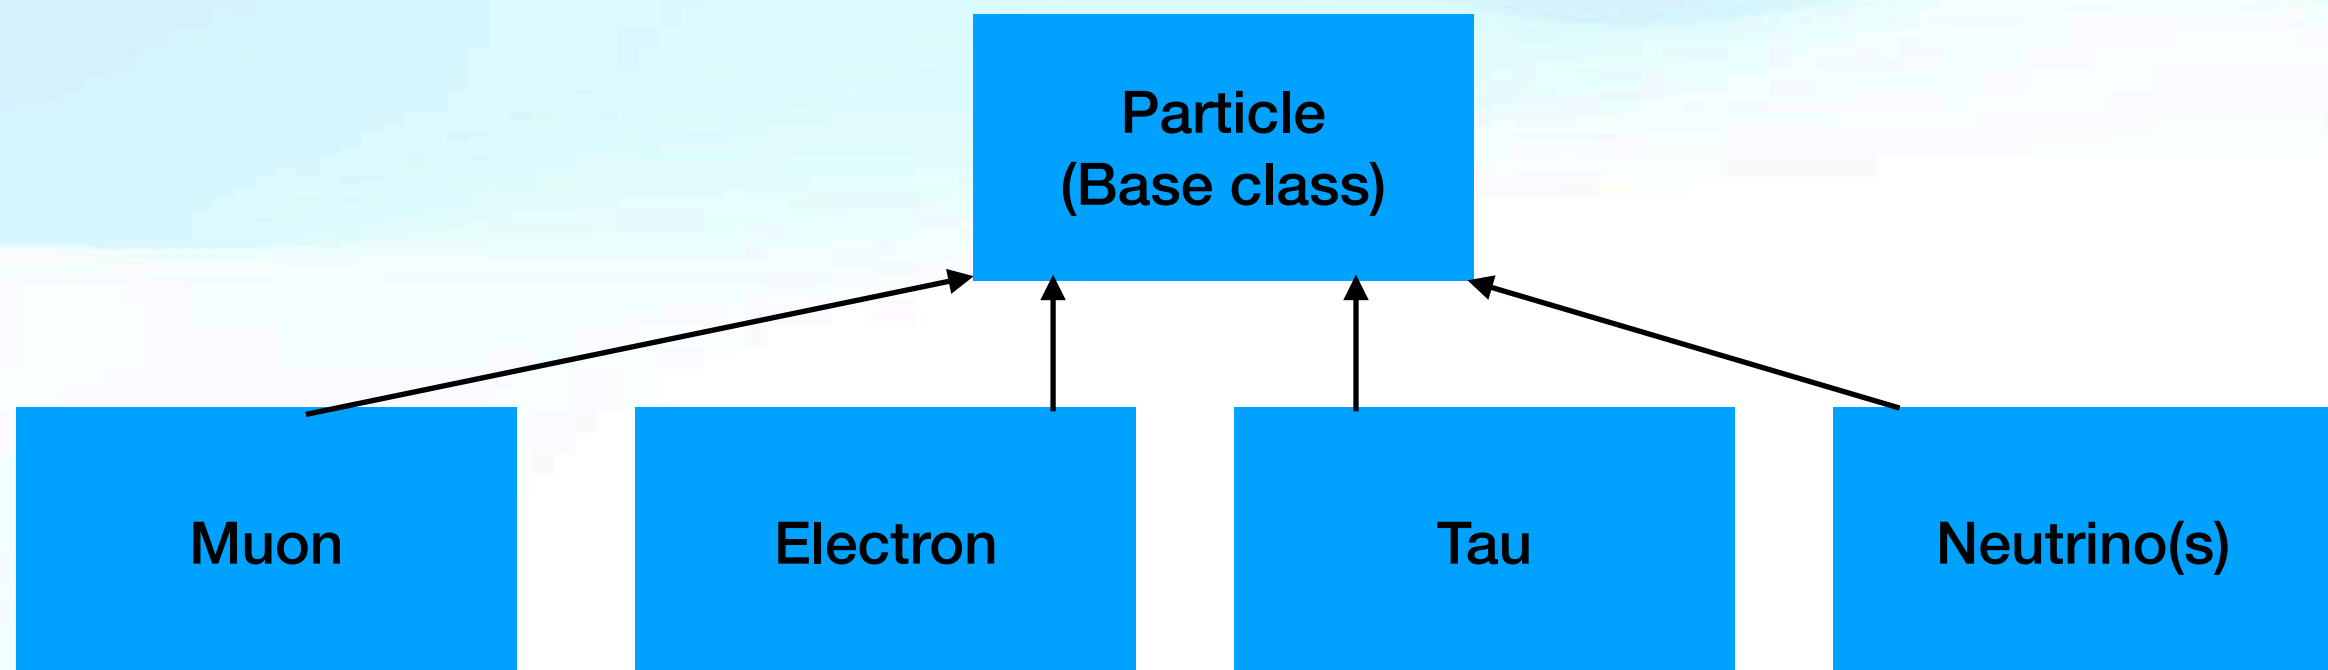 Particle
(Base class)
Muon
Electron
Tau
Neutrino(s)